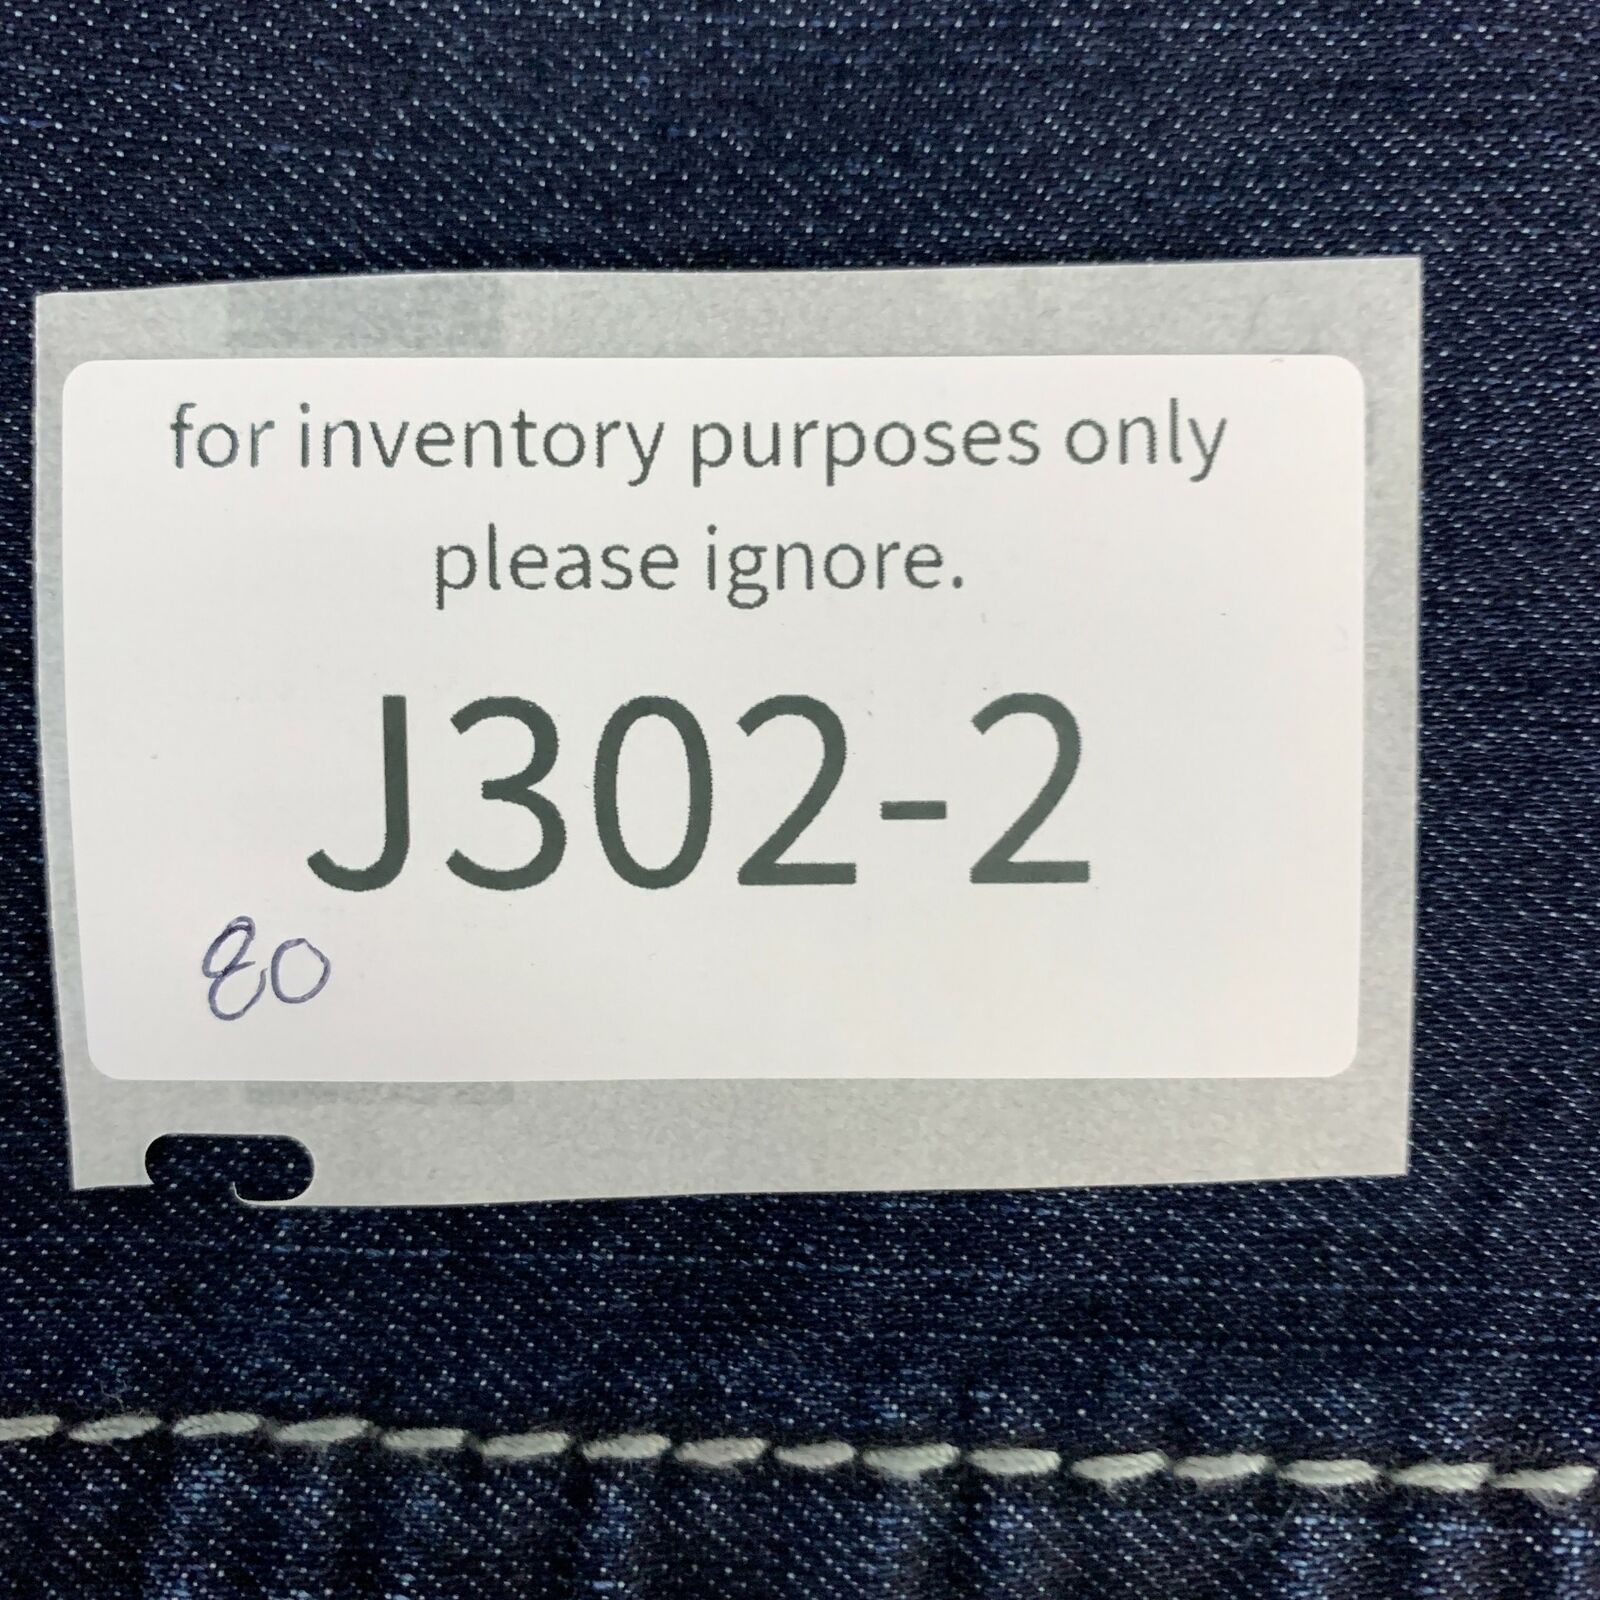 for inventory purposes only
please ignore.
J302-2
80